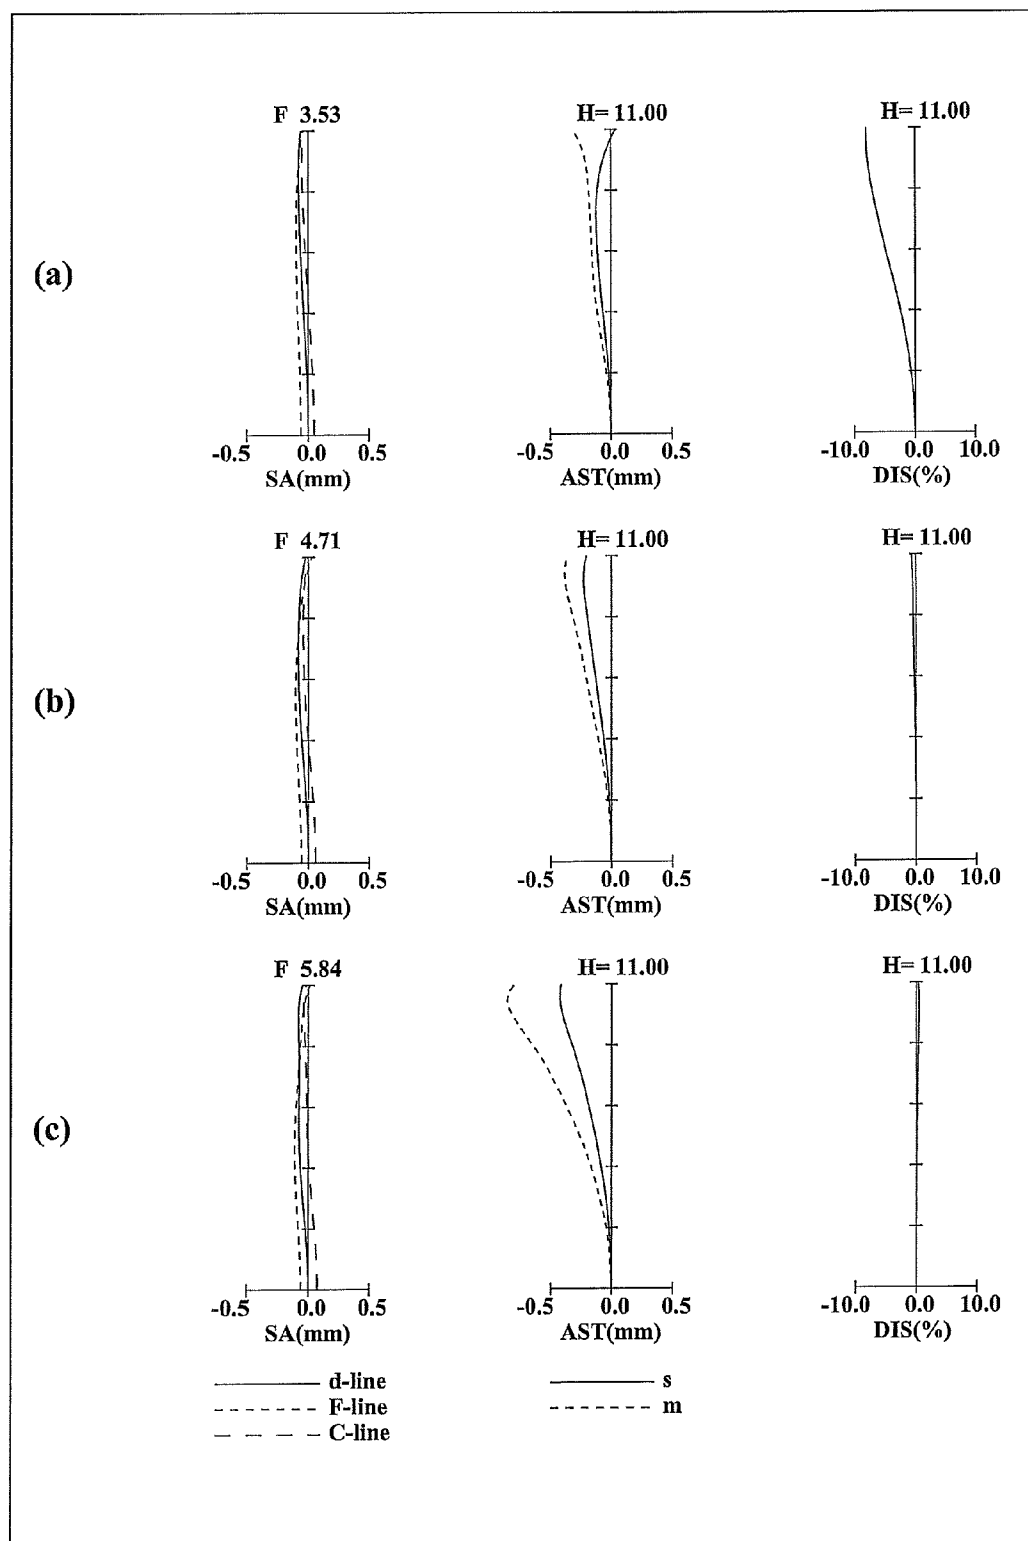 F 3.53 H= 11.00 H= 11.00
(a)
-0.5 0.0 0.5 -0.5 0.0 0.5 -10.0 0.0 10.0
SA(mm) AST(mm) DIS(%)
F 4.71 H= 11.00 H= 11.00
(b)
-0.5 0.0 0.5 -0.5 0.0 0.5 -10.0 0.0 10.0
SA(mm) AST(mm) DIS(%)
F 5.84 H= 11.00 H= 11.00
(c)
-0.5 0.0 0.5 -0.5 0.0 0.5 -10.0 0.0 10.0
SA(mm) AST(mm) DIS(%)
d-line s
F-line m
C-line